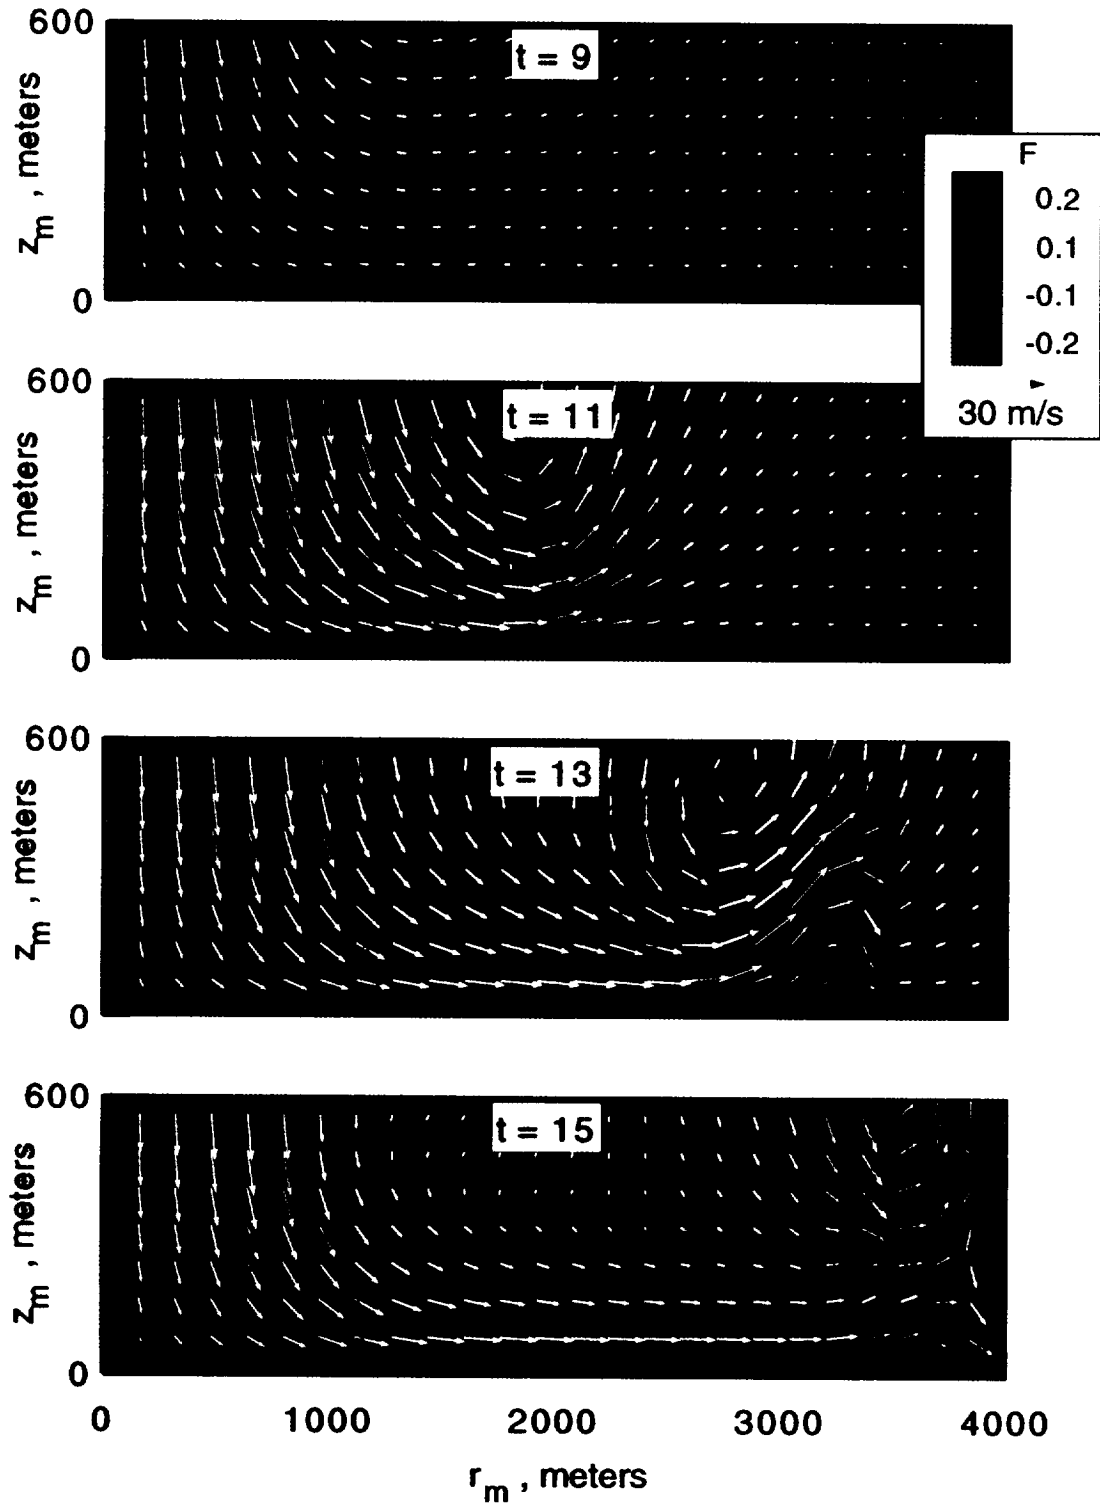 600
t = 9
z_m , meters
0
F
0.2
0.1
-0.1
-0.2
30 m/s
600
t = 11
z_m , meters
0
600
t = 13
z_m , meters
0
600
t = 15
z_m , meters
0
0 1000 2000 3000 4000
r_m , meters